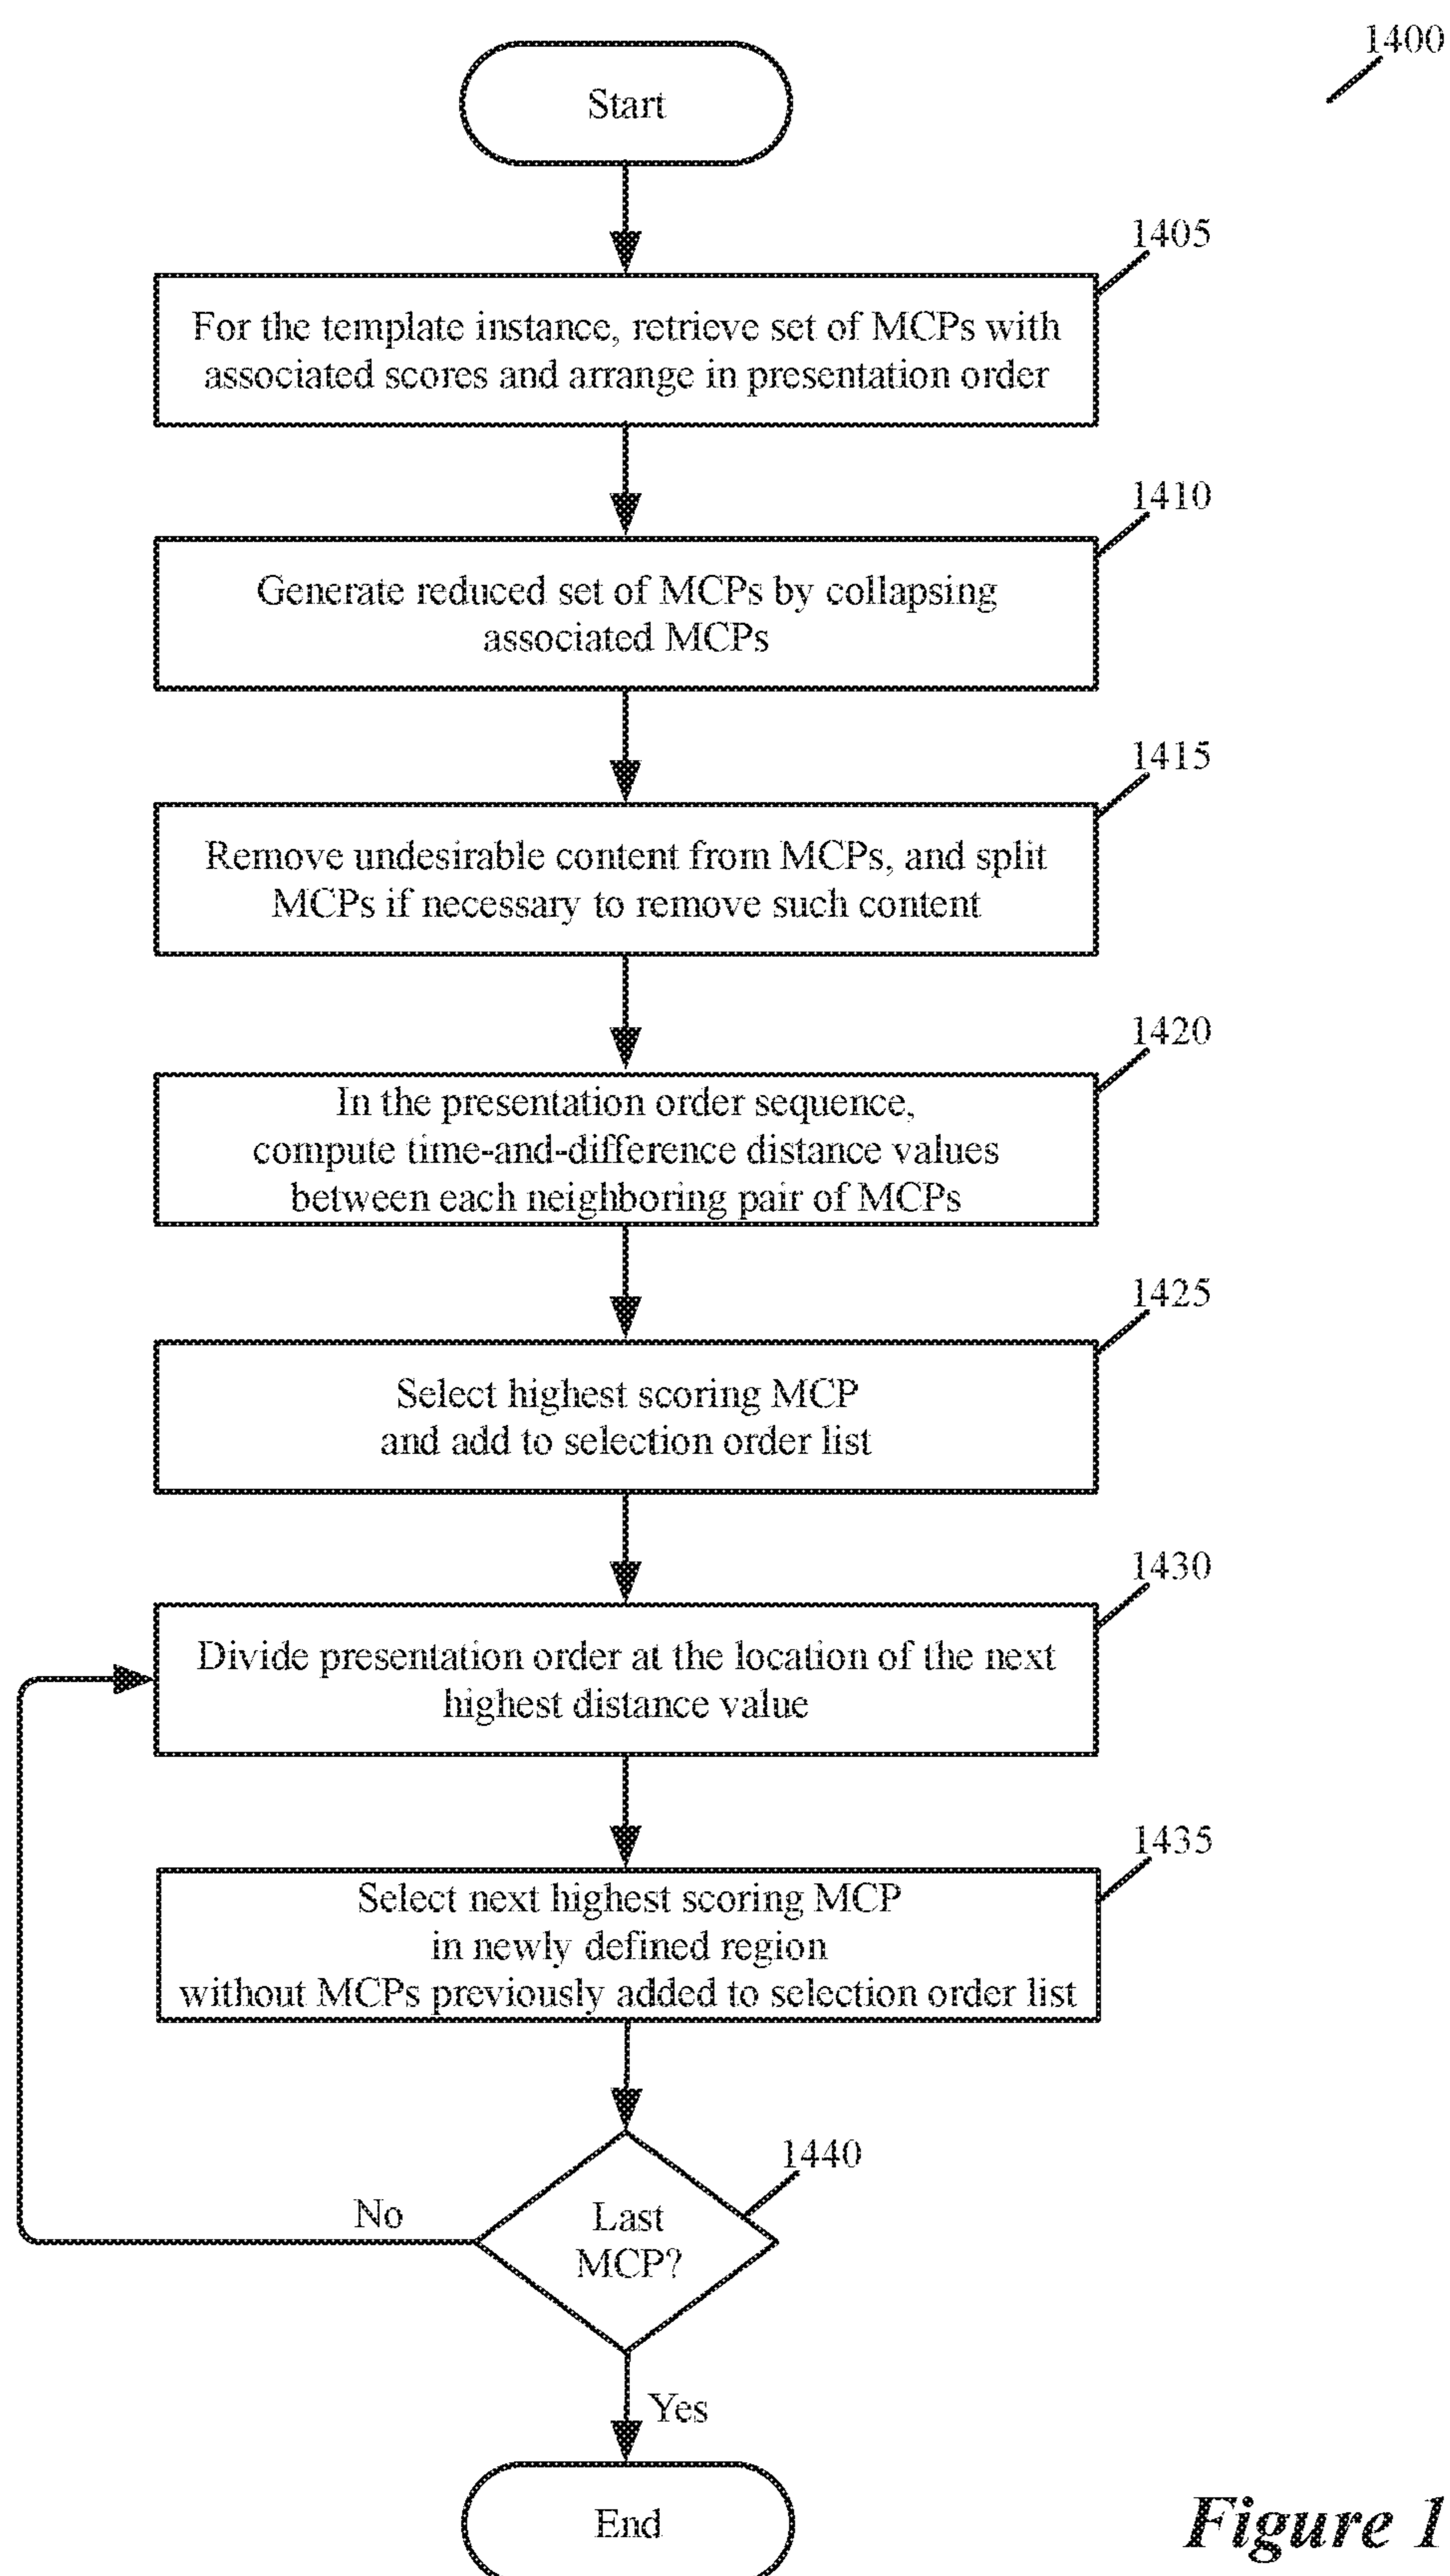 1400
Start
1405
For the template instance, retrieve set of MCPs with
associated scores and arrange in presentation order
1410
Generate reduced set of MCPs by collapsing
associated MCPs
1415
Remove undesirable content from MCPs, and split
MCPs if necessary to remove such content
1420
In the presentation order sequence,
compute time-and-difference distance values
between each neighboring pair of MCPs
1425
Select highest scoring MCP
and add to selection order list
1430
Divide presentation order at the location of the next
highest distance value
1435
Select next highest scoring MCP
in newly defined region
without MCPs previously added to selection order list
1440
Last
MCP?
No
Yes
End
Figure 1